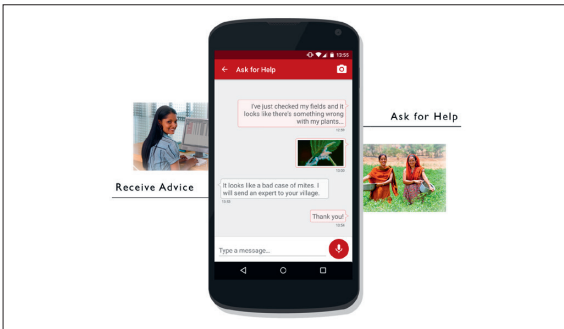 13:55
Ask for Help
I've just checked my fields and it
looks like there's something wrong
with my plants...
Ask for Help
Receive Advice
It looks like a bad case of mites. I
will send an expert to your village.
Thank you!
Type a message...